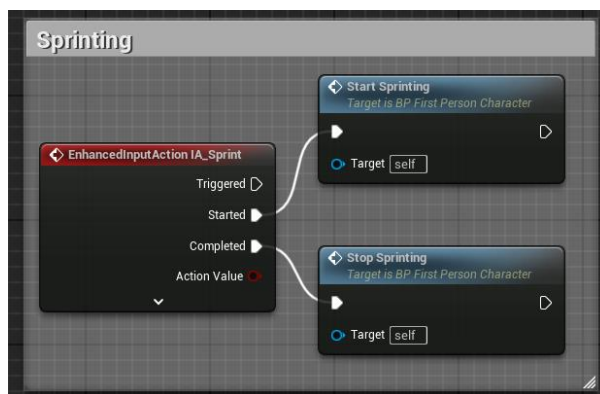 Sprinting
Start Sprinting
Target is BP First Person Character
Target self
EnhancedInputAction IA_Sprint
Triggered
Started
Completed
Action Value
Stop Sprinting
Target is BP First Person Character
Target self